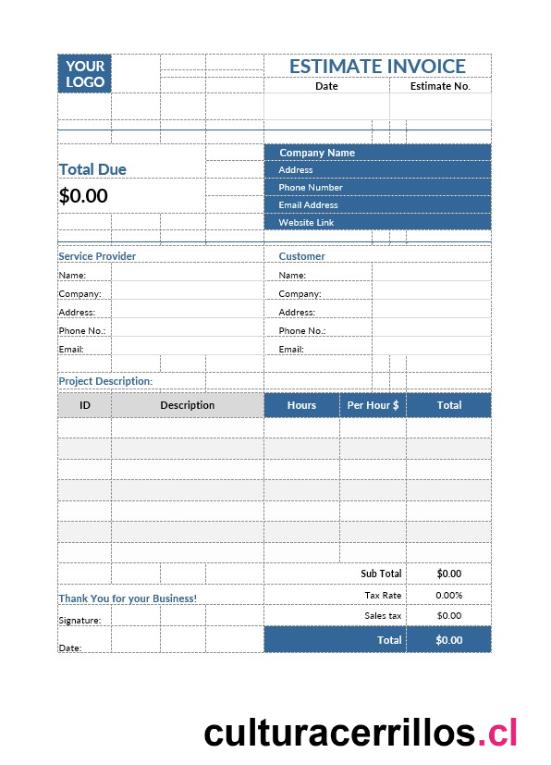 YOUR LOGO
ESTIMATE INVOICE
Date Estimate No.
Total Due
$0.00
Company Name
Address
Phone Number
Email Address
Website Link
Service Provider Customer
Name: Name:
Company: Company:
Address: Address:
Phone No.: Phone No.:
Email: Email:
Project Description:
ID Description Hours Per Hour $ Total
Sub Total $0.00
Thank You for your Business! Tax Rate 0.00%
Signature: Sales tax $0.00
Date: Total $0.00
culturacerrillos.cl